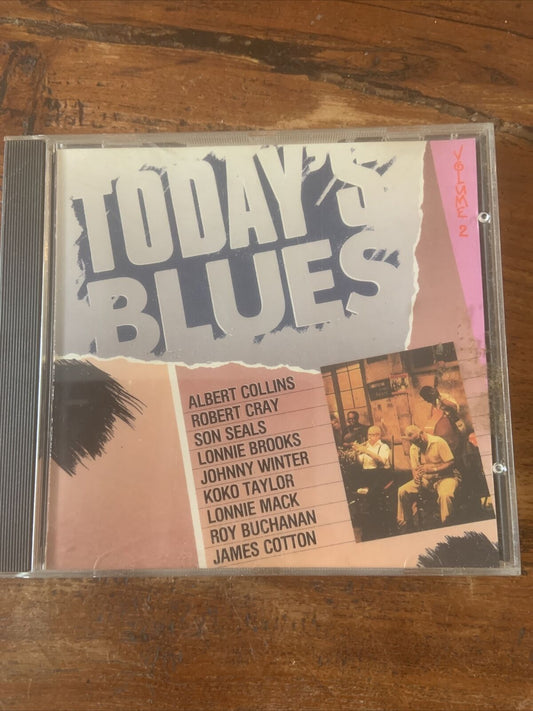 TODAY'S
BLUES
VOLUME 2
ALBERT COLLINS
ROBERT CRAY
SON SEALS
LONNIE BROOKS
JOHNNY WINTER
KOKO TAYLOR
LONNIE MACK
ROY BUCHANAN
JAMES COTTON